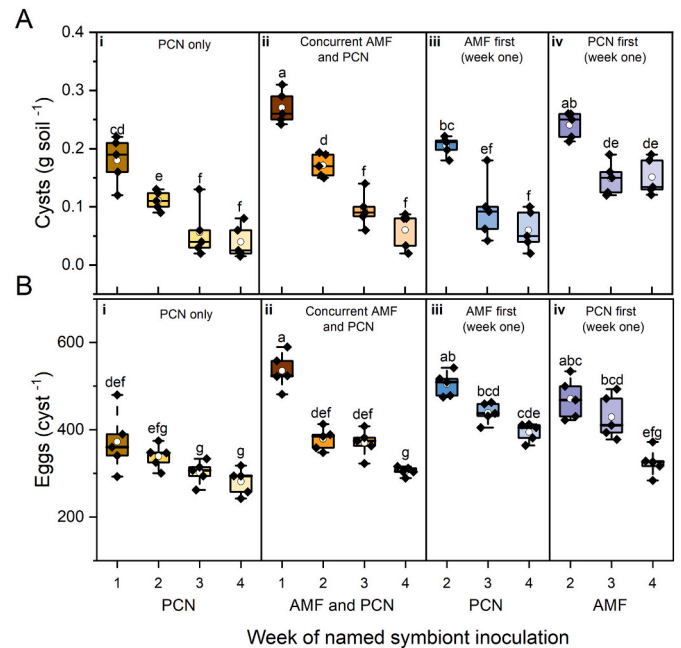 A
i
PCN only
ii
Concurrent AMF
and PCN
iii
AMF first
(week one)
iv
PCN first
(week one)
Cysts (g soil ⁻¹)
0.4
0.3
0.2
0.1
0.0
cd
e
f
f
a
d
f
f
bc
ef
f
ab
de
de
B
i
PCN only
ii
Concurrent AMF
and PCN
iii
AMF first
(week one)
iv
PCN first
(week one)
Eggs (cyst ⁻¹)
600
400
200
def
efg
g
g
a
def
def
g
ab
bcd
cde
abc
bcd
efg
1 2 3 4 1 2 3 4 2 3 4 2 3 4
PCN AMF and PCN PCN AMF
Week of named symbiont inoculation